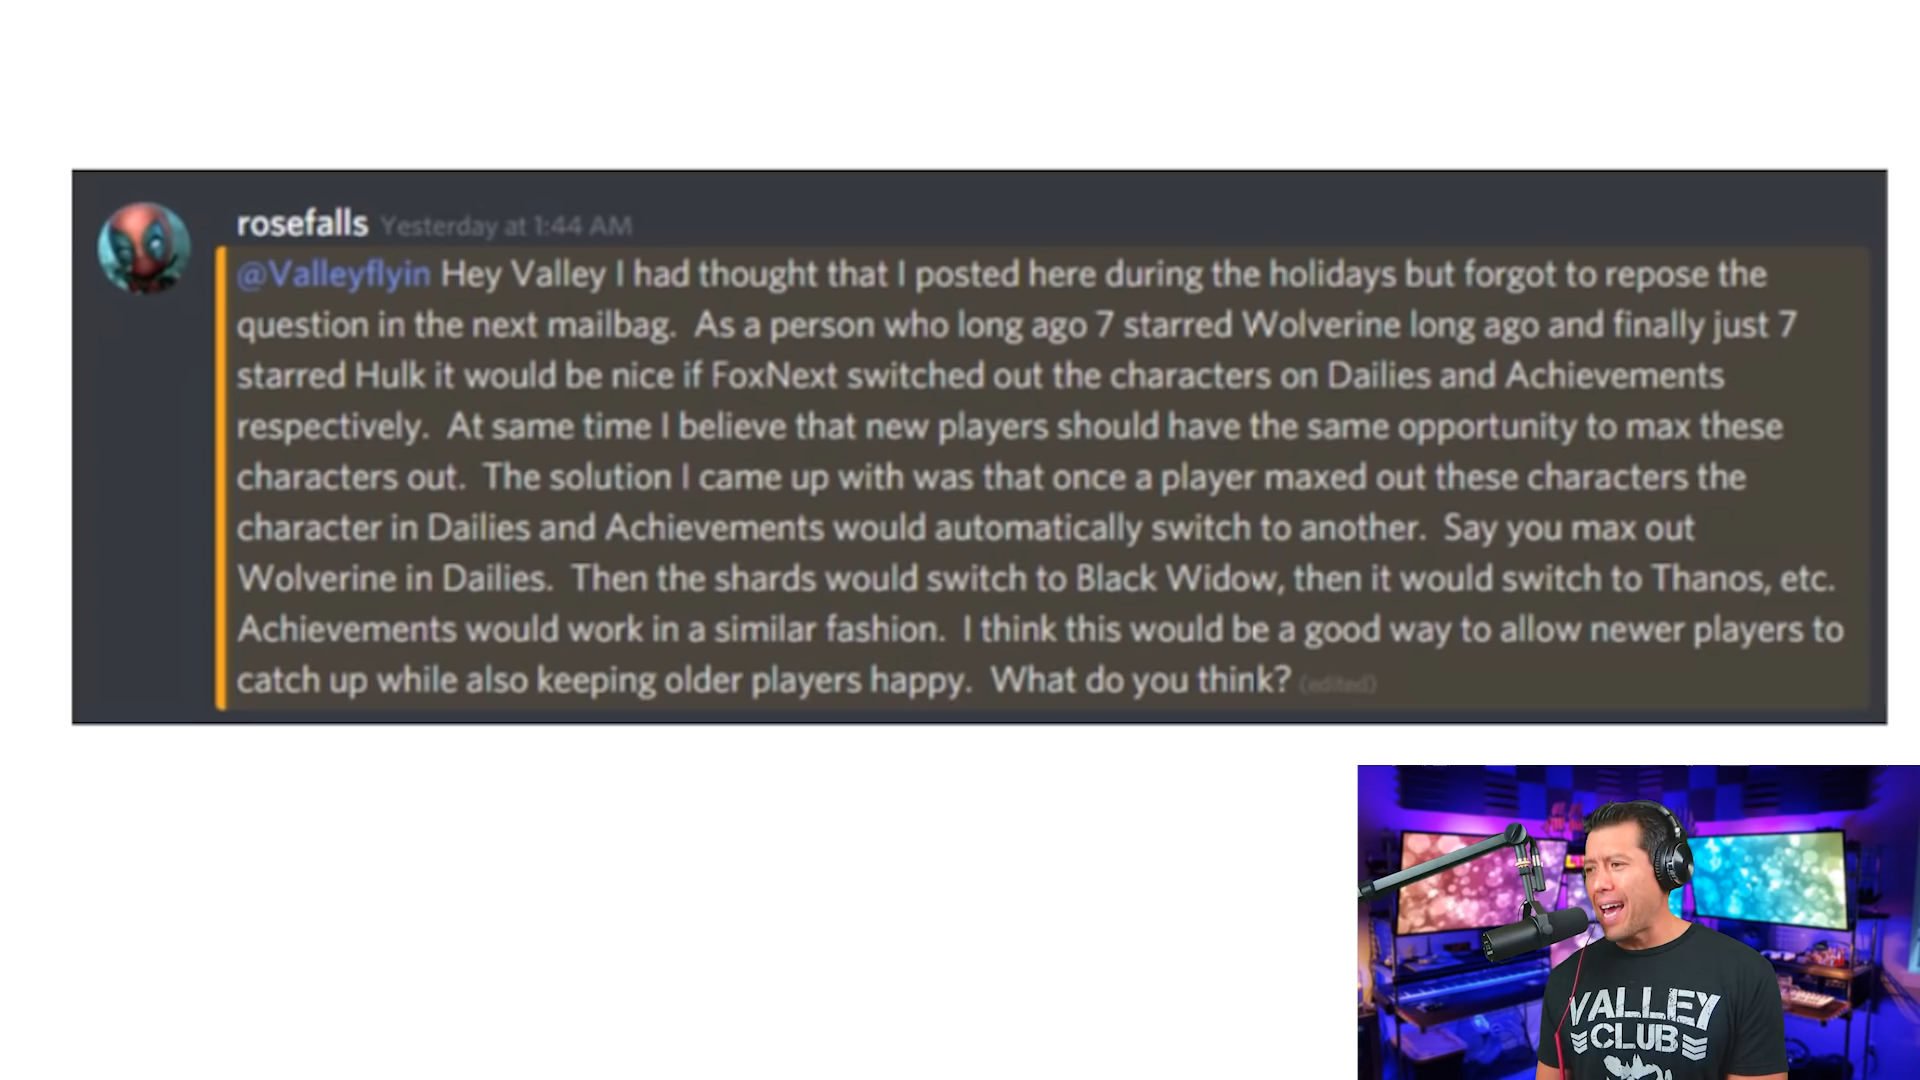 rosefalls Yesterday at 1:44 AM
@Valleyflyin Hey Valley I had thought that I posted here during the holidays but forgot to repose the
question in the next mailbag. As a person who long ago 7 starred Wolverine long ago and finally just 7
starred Hulk it would be nice if FoxNext switched out the characters on Dailies and Achievements
respectively. At same time I believe that new players should have the same opportunity to max these
characters out. The solution I came up with was that once a player maxed out these characters the
character in Dailies and Achievements would automatically switch to another. Say you max out
Wolverine in Dailies. Then the shards would switch to Black Widow, then it would switch to Thanos, etc.
Achievements would work in a similar fashion. I think this would be a good way to allow newer players to
catch up while also keeping older players happy. What do you think? (edited)
VALLEY
CLUB